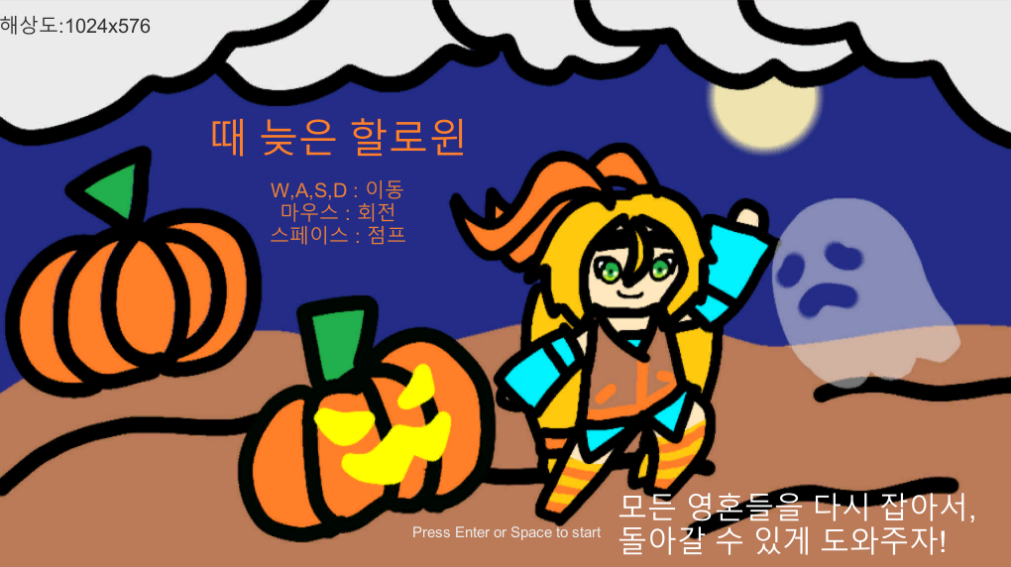 해상도:1024x576
때 늦은 할로윈
W,A,S,D : 이동
마우스 : 회전
스페이스 : 점프
모든 영혼들을 다시 잡아서,
돌아갈 수 있게 도와주자!
Press Enter or Space to start